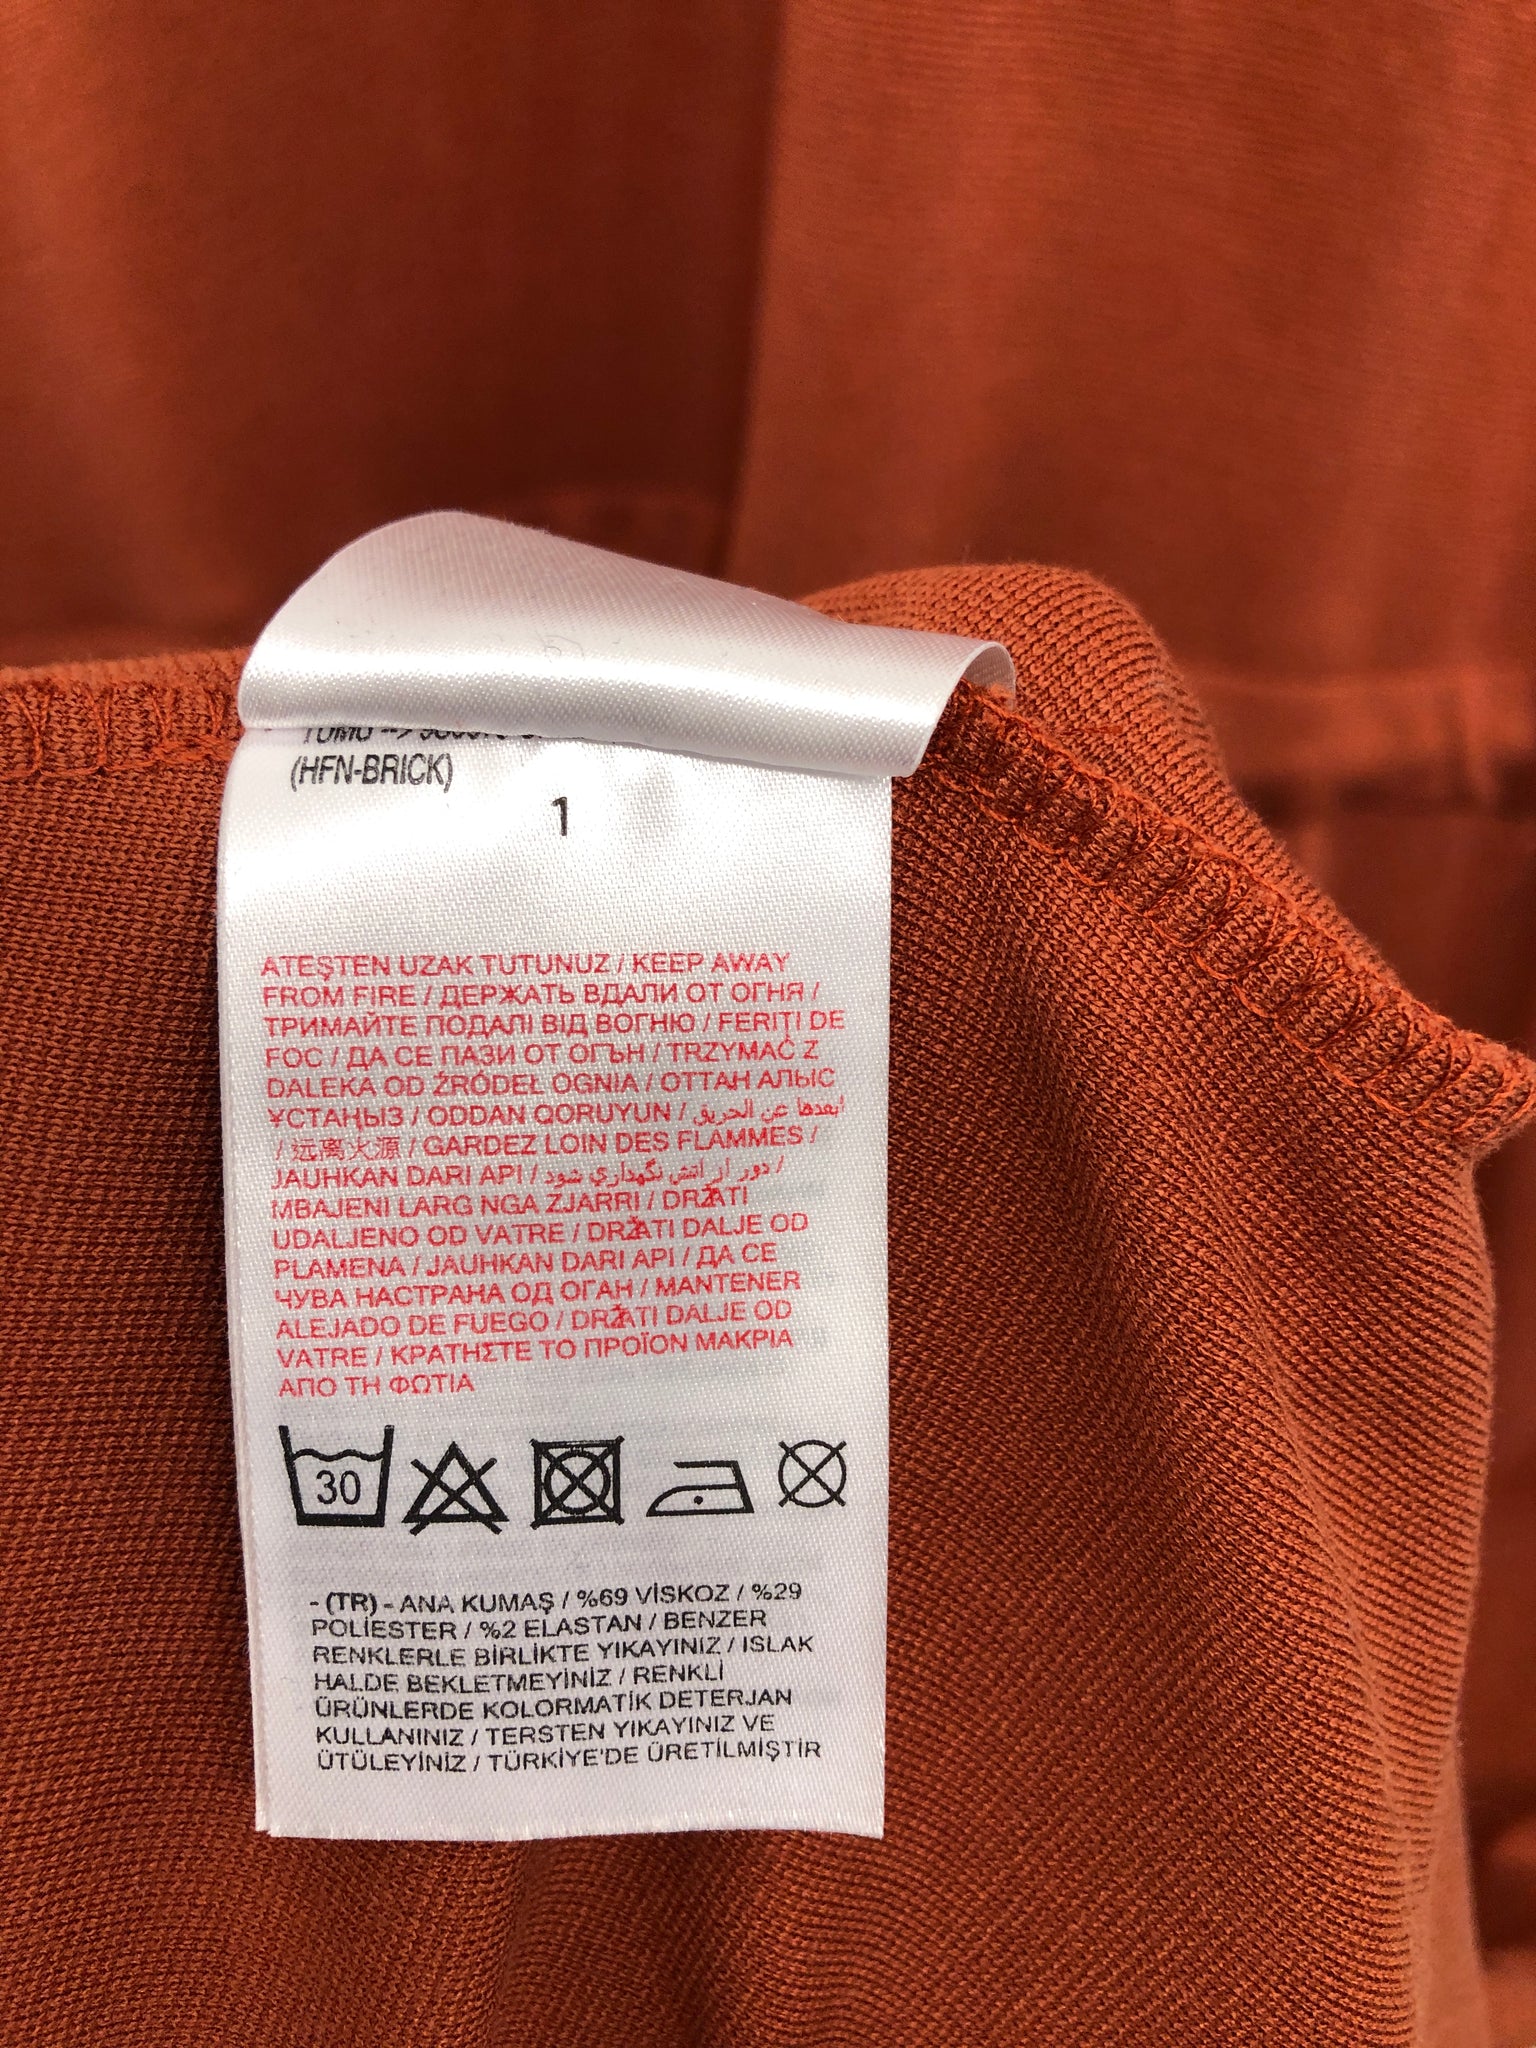 (HFN-BRICK)
1
ATEŞTEN UZAK TUTUNUZ / KEEP AWAY
FROM FIRE / ДЕРЖАТЬ ВДАЛИ ОТ ОГНЯ /
ТРИМАЙТЕ ПОДАЛІ ВІД ВОГНЮ / FERIȚI DE
FOC / ДА СЕ ПАЗИ ОТ ОГЪН / TRZYMAĆ Z
DALEKA OD ŹRÓDEŁ OGNIA / ОТТАН АЛЫС
ҰСТАҢЫЗ / ODDAN QORUYUN / ابعدها عن الحريق
/ 远离火源 / GARDEZ LOIN DES FLAMMES /
JAUHKAN DARI API / دور از آتش نگهداری شود /
MBAJENI LARG NGA ZJARRI / DRŽATI
UDALJENO OD VATRE / DRŽATI DALJE OD
PLAMENA / JAUHKAN DARI API / ДА СЕ
ЧУВА НАСТРАНА ОД ОГАН / MANTENER
ALEJADO DE FUEGO / DRŽATI DALJE OD
VATRE / ΚΡΑΤΗΣΤΕ ΤΟ ΠΡΟΪΟΝ ΜΑΚΡΙΑ
ΑΠΟ ΤΗ ΦΩΤΙΑ
30
- (TR) - ANA KUMAŞ / %69 VİSKOZ / %29
POLİESTER / %2 ELASTAN / BENZER
RENKLERLE BİRLİKTE YIKAYINIZ / ISLAK
HALDE BEKLETMEYİNİZ / RENKLİ
ÜRÜNLERDE KOLORMATİK DETERJAN
KULLANINIZ / TERSTEN YIKAYINIZ VE
ÜTÜLEYİNİZ / TÜRKİYE'DE ÜRETİLMİŞTİR